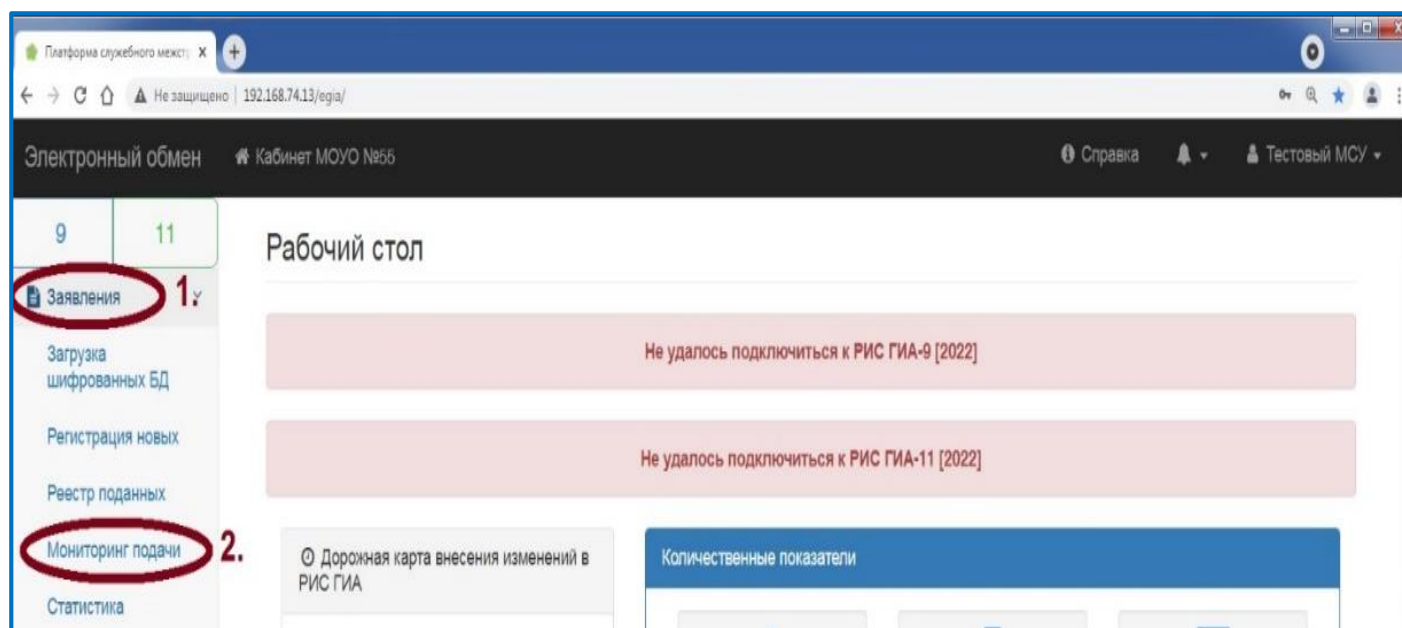 Платформа служебного межст
Не защищено | 192.168.74.13/egia/
Электронный обмен Кабинет МОУО №55 Справка Тестовый МСУ
9 11
Рабочий стол
Заявления 1.
Загрузка
шифрованных БД
Не удалось подключиться к РИС ГИА-9 [2022]
Регистрация новых
Не удалось подключиться к РИС ГИА-11 [2022]
Реестр поданных
Мониторинг подачи 2.
Дорожная карта внесения изменений в
РИС ГИА
Количественные показатели
Статистика